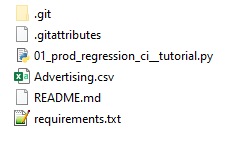 .git
.gitattributes
01_prod_regression_ci__tutorial.py
Advertising.csv
README.md
requirements.txt